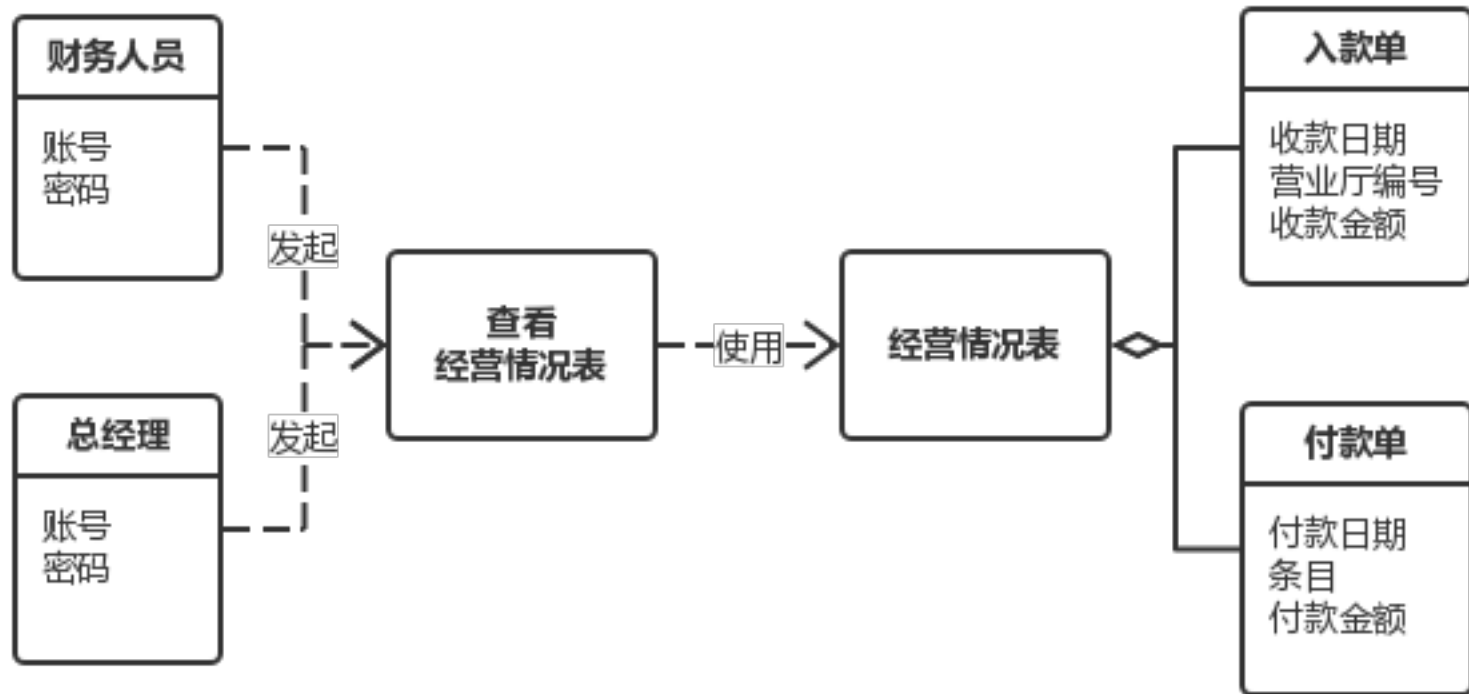 财务人员
账号
密码
总经理
账号
密码
发起
发起
查看
经营情况表
使用
经营情况表
入款单
收款日期
营业厅编号
收款金额
付款单
付款日期
条目
付款金额